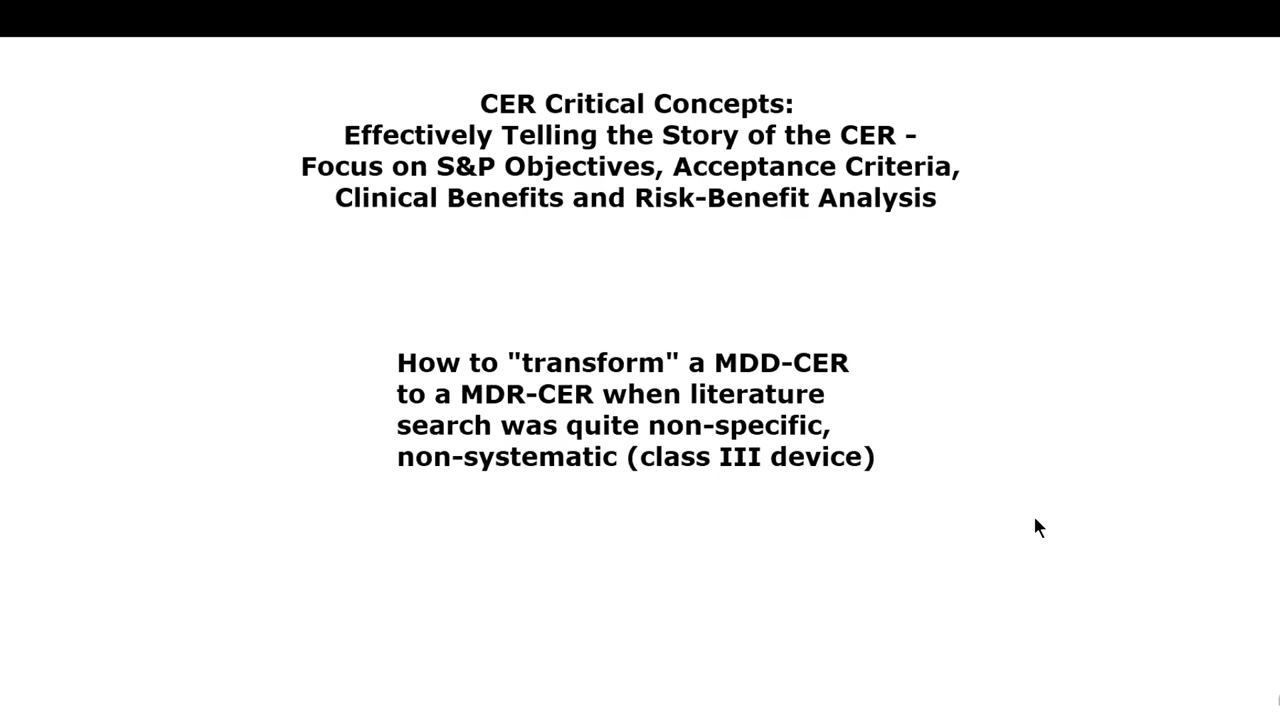 CER Critical Concepts:
Effectively Telling the Story of the CER -
Focus on S&P Objectives, Acceptance Criteria,
Clinical Benefits and Risk-Benefit Analysis
How to "transform" a MDD-CER
to a MDR-CER when literature
search was quite non-specific,
non-systematic (class III device)